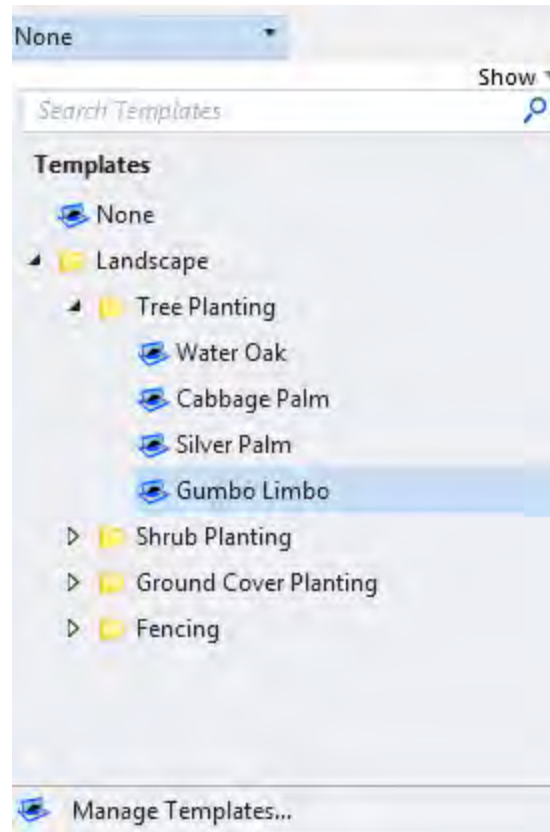 None
Show
Search Templates
Templates
None
Landscape
Tree Planting
Water Oak
Cabbage Palm
Silver Palm
Gumbo Limbo
Shrub Planting
Ground Cover Planting
Fencing
Manage Templates...